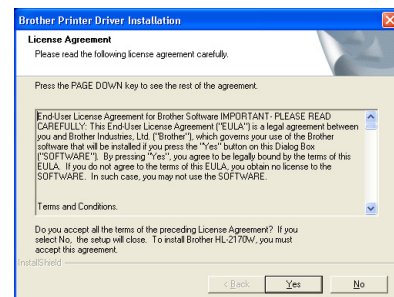 Brother Printer Driver Installation
License Agreement
Please read the following license agreement carefully.
Press the PAGE DOWN key to see the rest of the agreement.
End-User License Agreement for Brother Software IMPORTANT- PLEASE READ
CAREFULLY: This End-User License Agreement ("EULA") is a legal agreement between
you and Brother Industries, Ltd. ("Brother"), which governs your use of the Brother
software that will be installed if you press the "Yes" button on this Dialog Box
("SOFTWARE"). By pressing "Yes", you agree to be legally bound by the terms of this
EULA. If you do not agree to the terms of this EULA, you obtain no license to the
SOFTWARE. In such case, you may not use the SOFTWARE.
Terms and Conditions.
Do you accept all the terms of the preceding License Agreement? If you
select No, the setup will close. To install Brother HL-2170W, you must
accept this agreement.
InstallShield
< Back Yes No